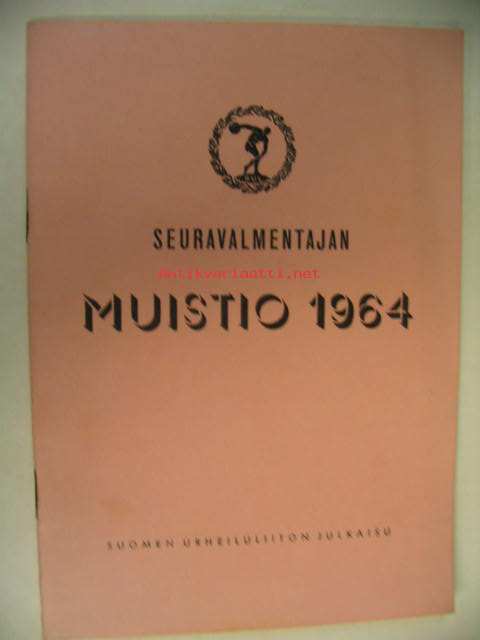 SEURAVALMENTAJAN
antikvariaatti.net
MUISTIO 1964
SUOMEN URHEILULIITON JULKAISU